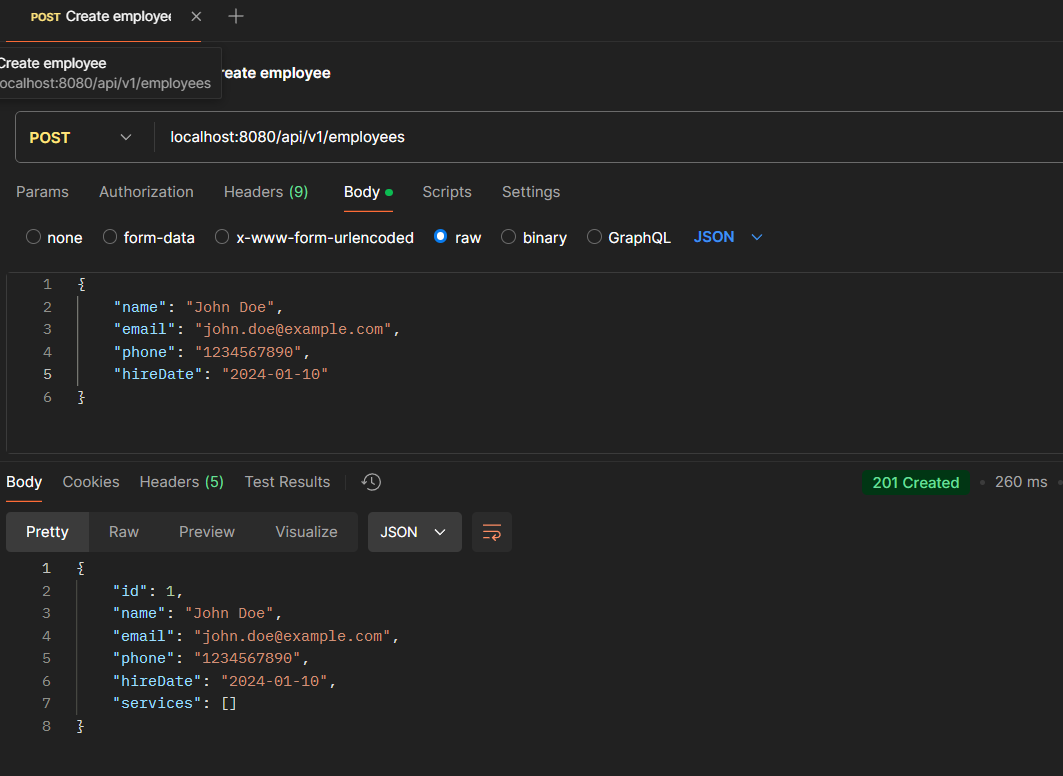 POST Create employee
Create employee
localhost:8080/api/v1/employees
reate employee
POST localhost:8080/api/v1/employees
Params Authorization Headers (9) Body Scripts Settings
none form-data x-www-form-urlencoded raw binary GraphQL JSON
1 {
2 "name": "John Doe",
3 "email": "john.doe@example.com",
4 "phone": "1234567890",
5 "hireDate": "2024-01-10"
6 }
Body Cookies Headers (5) Test Results 201 Created 260 ms
Pretty Raw Preview Visualize JSON
1 {
2 "id": 1,
3 "name": "John Doe",
4 "email": "john.doe@example.com",
5 "phone": "1234567890",
6 "hireDate": "2024-01-10",
7 "services": []
8 }